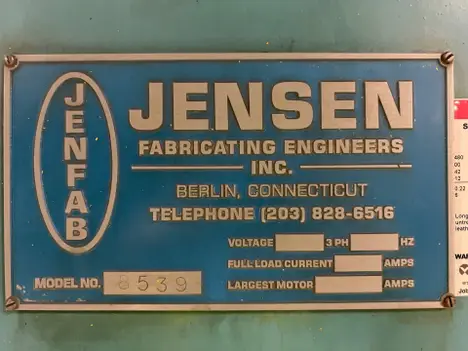 JENFAB
JENSEN
FABRICATING ENGINEERS
INC.
BERLIN, CONNECTICUT
TELEPHONE (203) 828-6516
VOLTAGE 3 PH HZ
FULL LOAD CURRENT AMPS
MODEL NO. 8539
LARGEST MOTOR AMPS